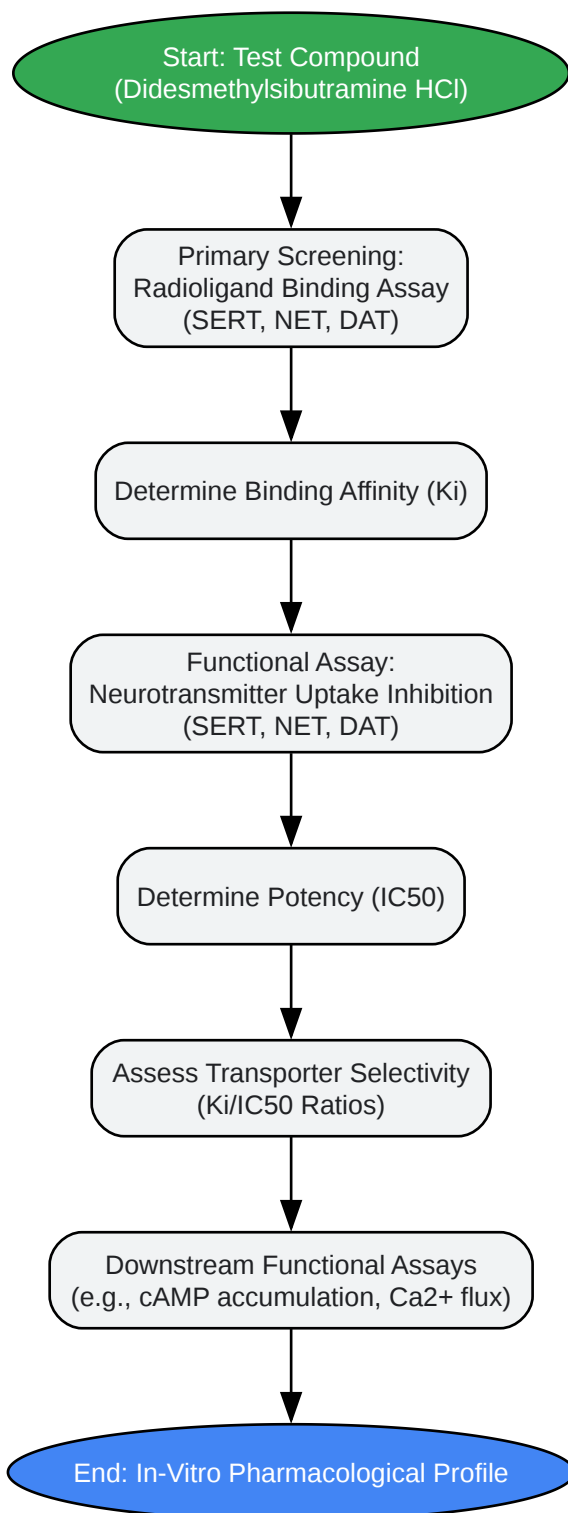 Start: Test Compound
(Didesmethylsibutramine HCl)
Primary Screening:
Radioligand Binding Assay
(SERT, NET, DAT)
Determine Binding Affinity (Ki)
Functional Assay:
Neurotransmitter Uptake Inhibition
(SERT, NET, DAT)
Determine Potency (IC50)
Assess Transporter Selectivity
(Ki/IC50 Ratios)
Downstream Functional Assays
(e.g., cAMP accumulation, Ca2+ flux)
End: In-Vitro Pharmacological Profile